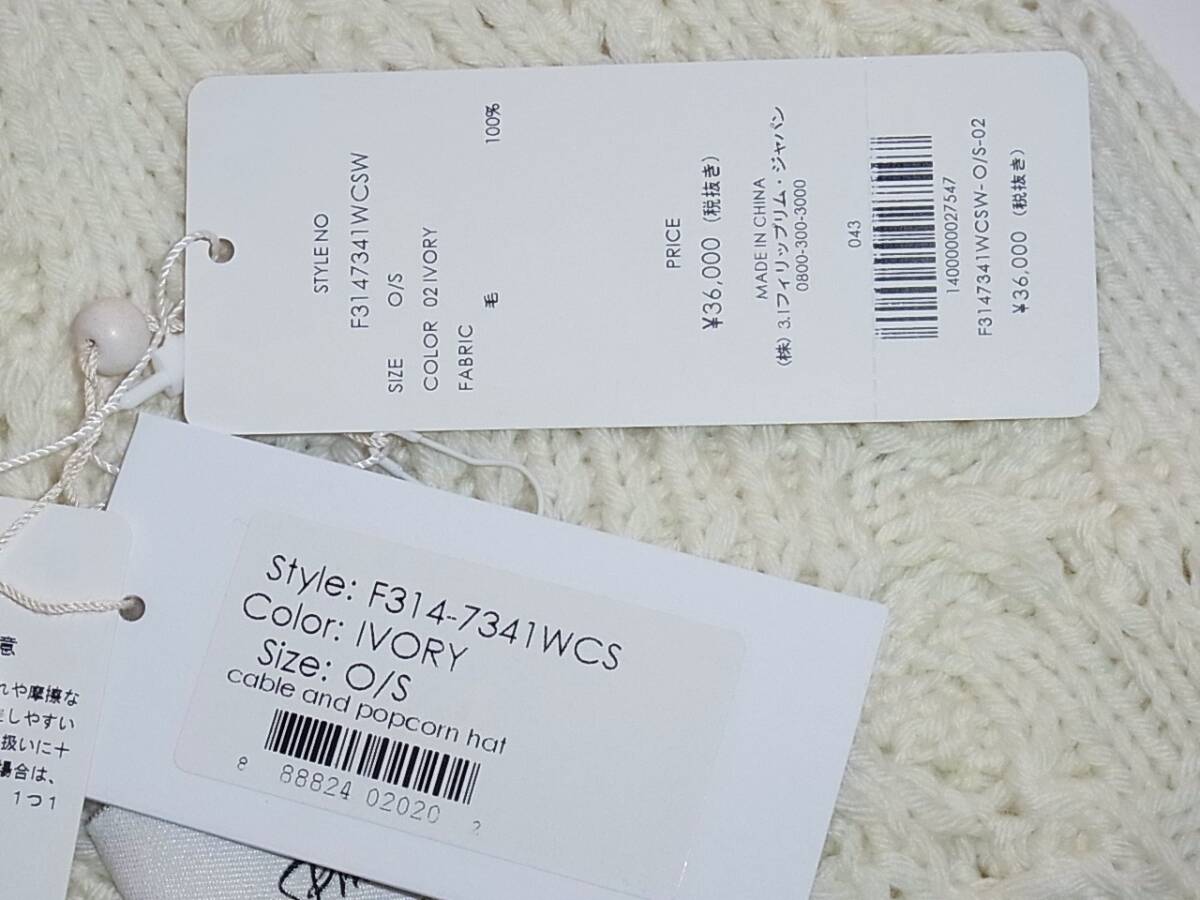 STYLE NO
F3147341WCSW
SIZE O/S
COLOR 02 IVORY
FABRIC
毛 100%
PRICE
¥36,000 (税抜き)
MADE IN CHINA
(株) 3.1フィリップリム・ジャパン
0800-300-3000
043
1400000027547
F3147341WCSW-O/S-02
¥36,000 (税抜き)
Style: F314-7341WCS
Color: IVORY
Size: O/S
cable and popcorn hat
8 88824 02020 2
意
れや摩擦な
しやすい
扱いに十
場合は、
1つ1